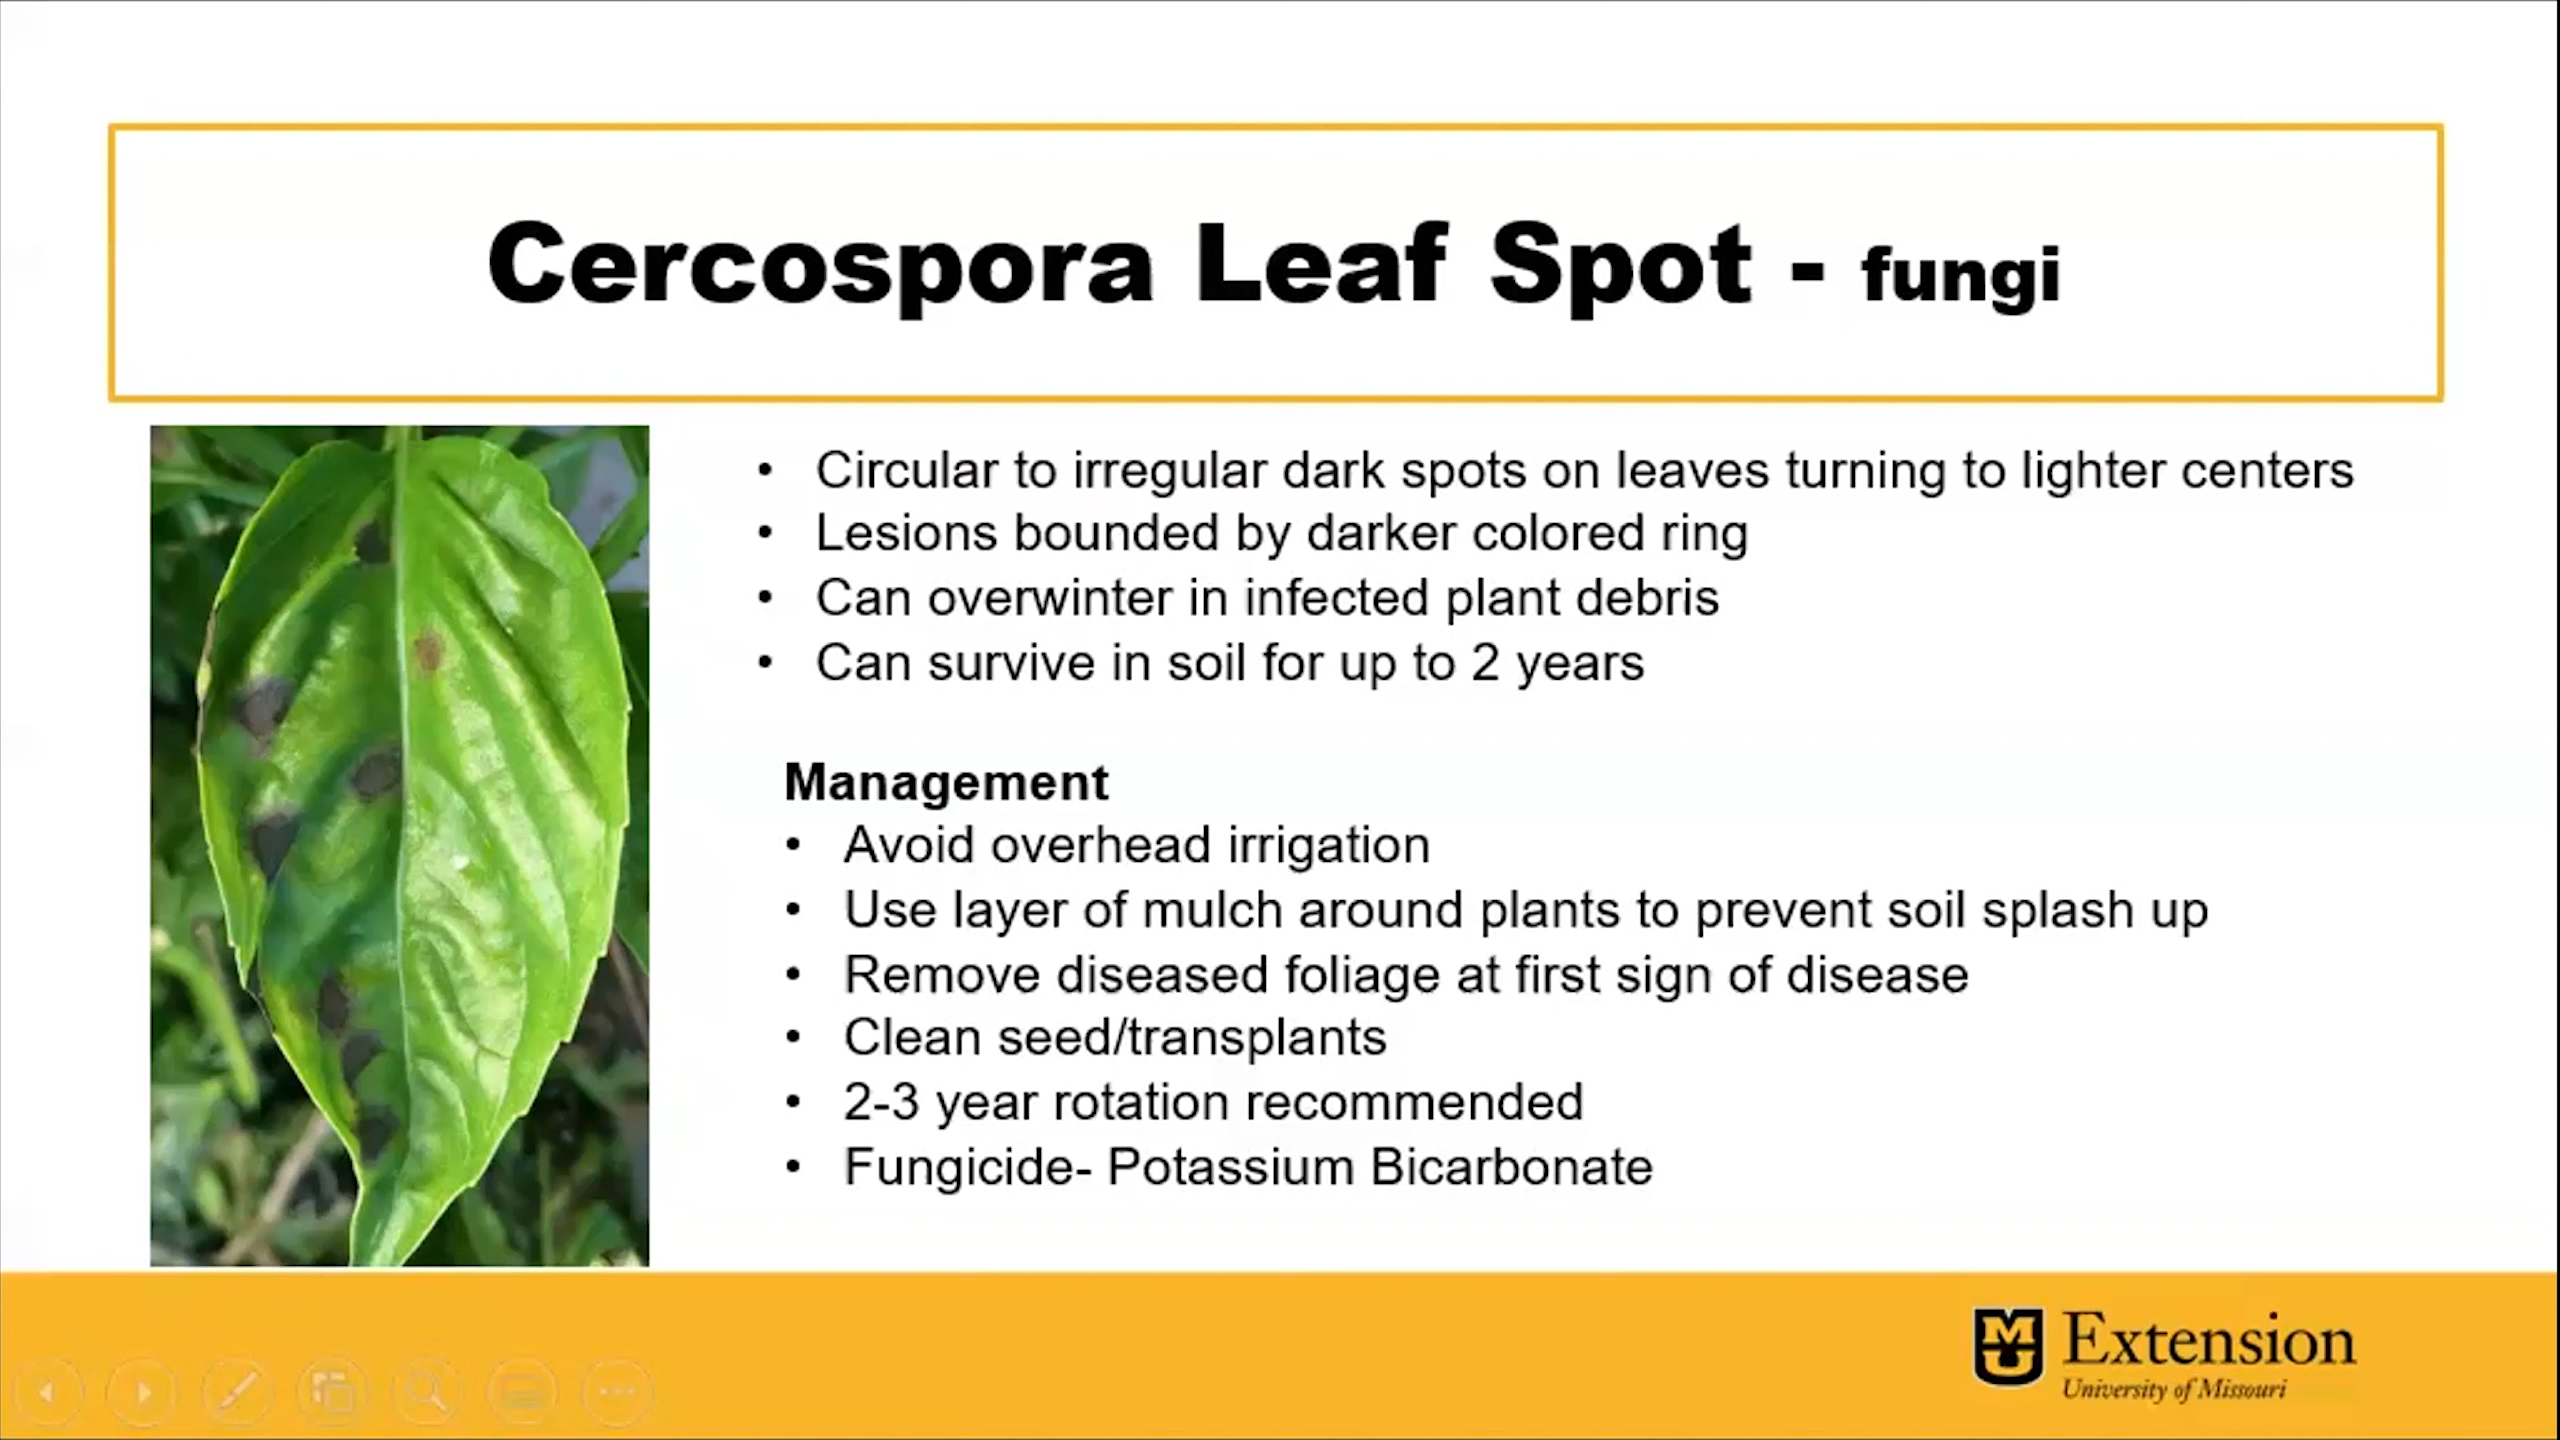 Cercospora Leaf Spot - fungi
• Circular to irregular dark spots on leaves turning to lighter centers
• Lesions bounded by darker colored ring
• Can overwinter in infected plant debris
• Can survive in soil for up to 2 years
Management
• Avoid overhead irrigation
• Use layer of mulch around plants to prevent soil splash up
• Remove diseased foliage at first sign of disease
• Clean seed/transplants
• 2-3 year rotation recommended
• Fungicide- Potassium Bicarbonate
MU Extension
University of Missouri